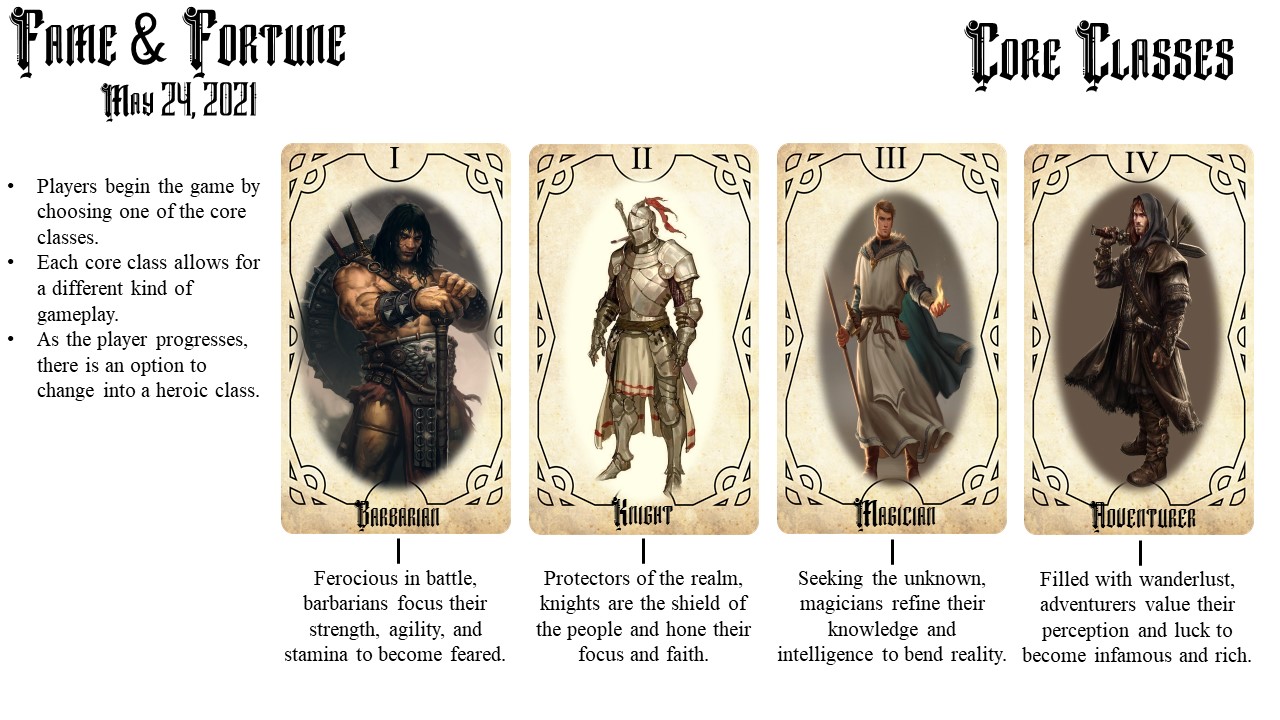 Fame & Fortune
May 24, 2021
Core Classes
• Players begin the game by
choosing one of the core
classes.
• Each core class allows for
a different kind of
gameplay.
• As the player progresses,
there is an option to
change into a heroic class.
I
Barbarian
Ferocious in battle,
barbarians focus their
strength, agility, and
stamina to become feared.
II
Knight
Protectors of the realm,
knights are the shield of
the people and hone their
focus and faith.
III
Magician
Seeking the unknown,
magicians refine their
knowledge and
intelligence to bend reality.
IV
Adventurer
Filled with wanderlust,
adventurers value their
perception and luck to
become infamous and rich.